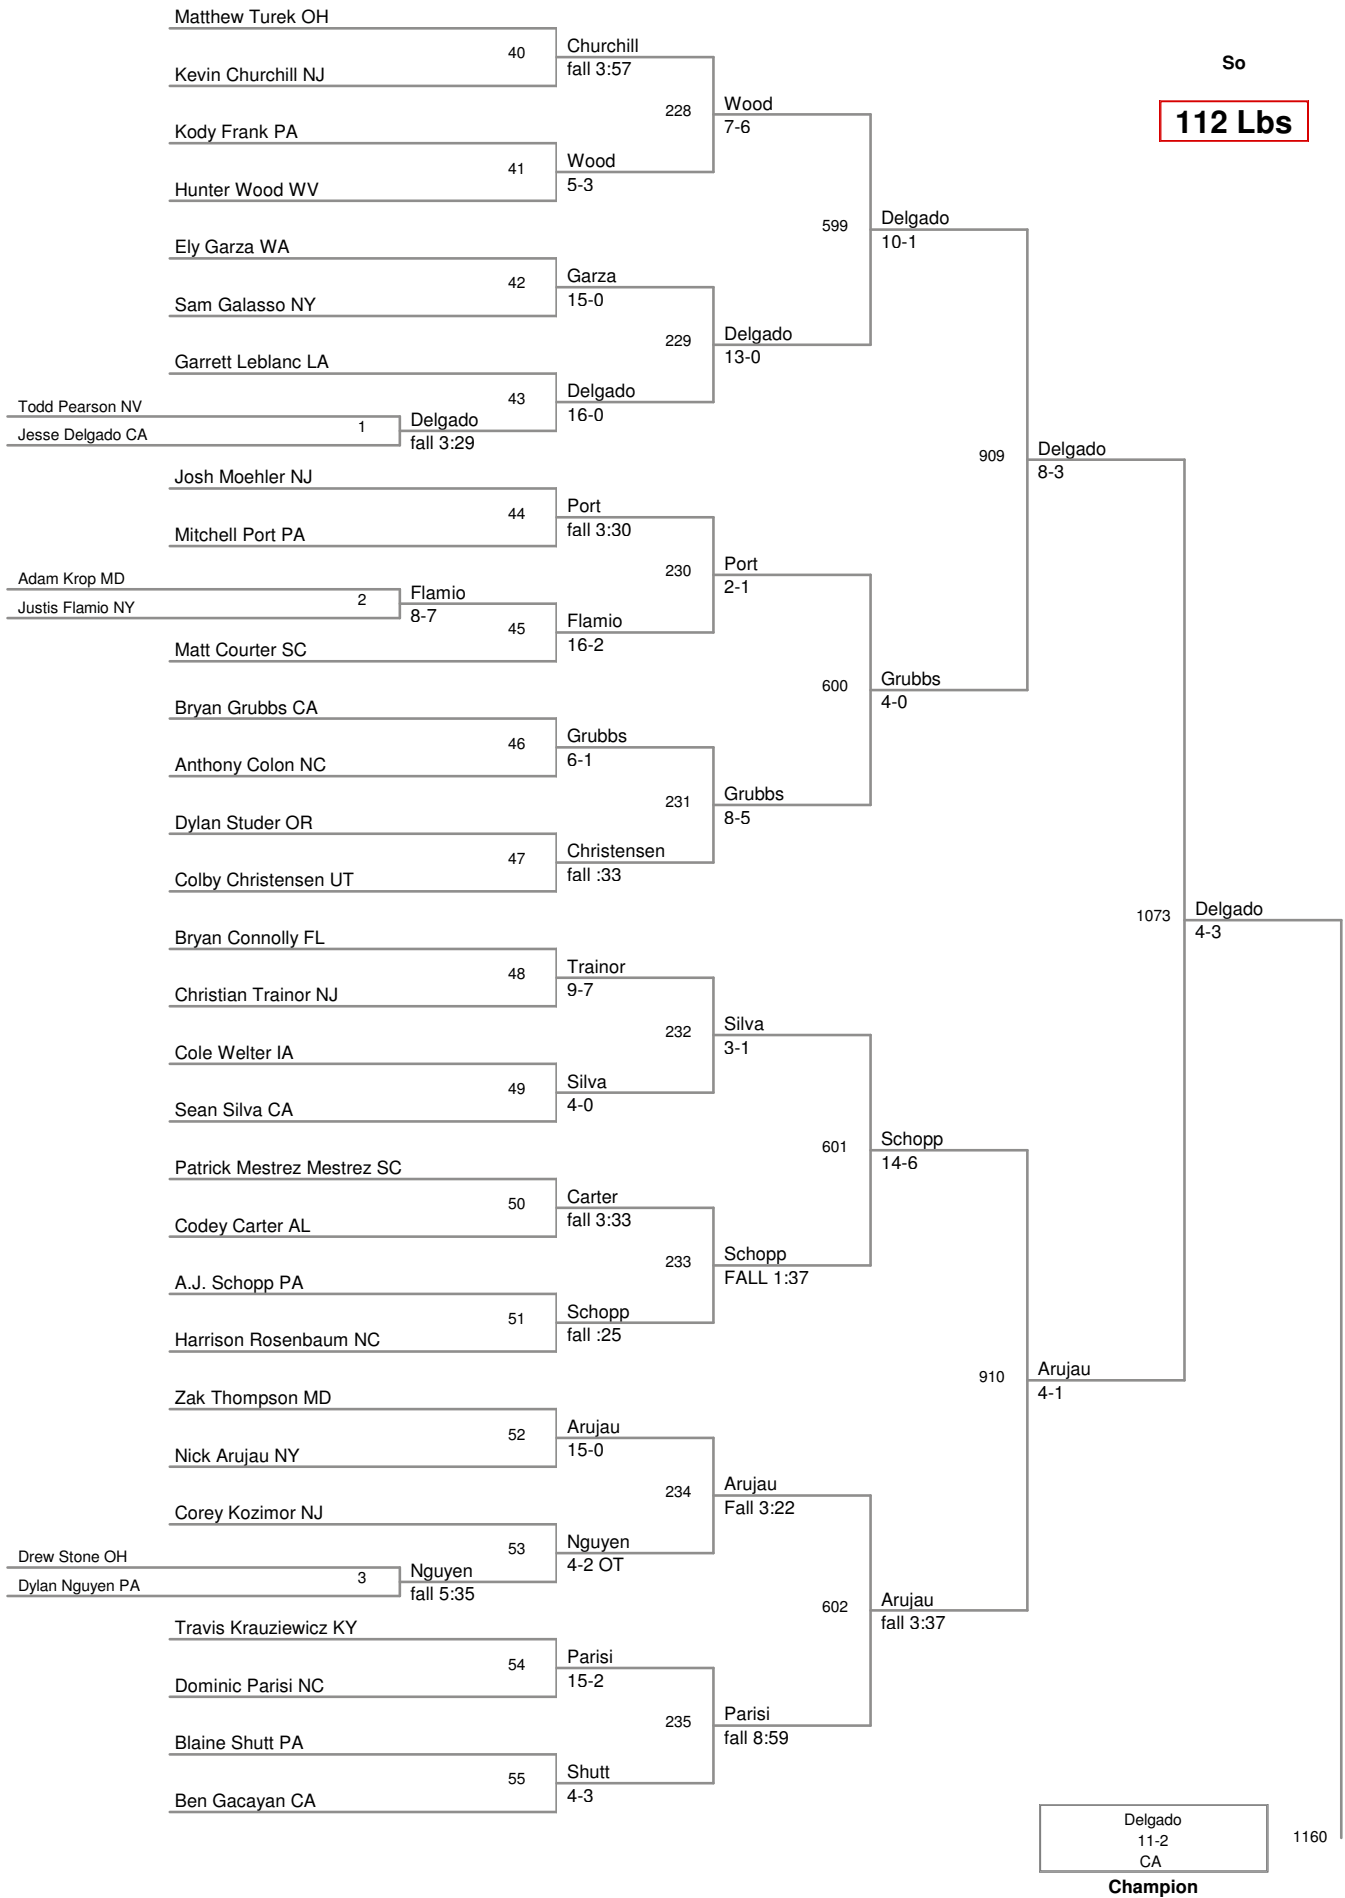 Matthew Turek OH
40
Churchill
fall 3:57
Kevin Churchill NJ
So
112 Lbs
228
Wood
7-6
Kody Frank PA
41
Wood
5-3
Hunter Wood WV
599
Delgado
10-1
Ely Garza WA
42
Garza
15-0
Sam Galasso NY
229
Delgado
13-0
Garrett Leblanc LA
43
Delgado
16-0
Todd Pearson NV
1
Delgado
fall 3:29
Jesse Delgado CA
909
Delgado
8-3
Josh Moehler NJ
44
Port
fall 3:30
Mitchell Port PA
230
Port
2-1
Adam Krop MD
2
Flamio
8-7
Justis Flamio NY
45
Flamio
16-2
Matt Courter SC
600
Grubbs
4-0
Bryan Grubbs CA
46
Grubbs
6-1
Anthony Colon NC
231
Grubbs
8-5
Dylan Studer OR
47
Christensen
fall :33
Colby Christensen UT
1073
Delgado
4-3
Bryan Connolly FL
48
Trainor
9-7
Christian Trainor NJ
232
Silva
3-1
Cole Welter IA
49
Silva
4-0
Sean Silva CA
601
Schopp
14-6
Patrick Mestrez Mestrez SC
50
Carter
fall 3:33
Codey Carter AL
233
Schopp
FALL 1:37
A.J. Schopp PA
51
Schopp
fall :25
Harrison Rosenbaum NC
910
Arujau
4-1
Zak Thompson MD
52
Arujau
15-0
Nick Arujau NY
234
Arujau
Fall 3:22
Corey Kozimor NJ
53
Nguyen
4-2 OT
Drew Stone OH
3
Nguyen
fall 5:35
Dylan Nguyen PA
602
Arujau
fall 3:37
Travis Krauziewicz KY
54
Parisi
15-2
Dominic Parisi NC
235
Parisi
fall 8:59
Blaine Shutt PA
55
Shutt
4-3
Ben Gacayan CA
Delgado
11-2
CA
1160
Champion